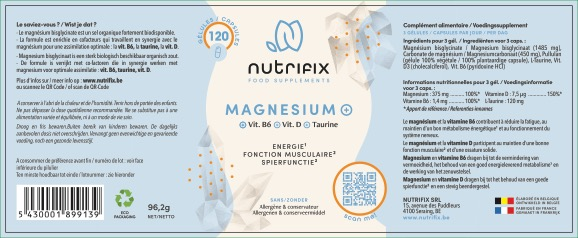 Le saviez-vous ? / Wist je dat ?
- Le magnésium bisglycinate est un sel organique fortement biodisponible.
- La formule est enrichie en cofacteurs qui travaillent en synergie avec le
magnésium pour une assimilation optimale : la vit. B6, la taurine, la vit. D.
- Magnesium bisglycinaat is een sterk biologisch beschikbaar organisch zout.
- De formule is verrijkt met co-factoren die in synergie samenwerken met
magnesium voor optimale assimilatie : vit. B6, taurine, vit. D.
Plus d'infos sur / meer info op : www.nutrifix.be
ou scannez le QR Code / of scan de QR-Code
A conserver à l'abri de la chaleur et de l'humidité. Tenir hors de portée des enfants.
Ne pas dépasser la dose quotidienne recommandée. Ne se substitue pas à une
alimentation variée et équilibrée, ni à un mode de vie sain.
Droog en fris bewaren. Buiten bereik van kinderen bewaren. De dagelijks
aanbevolen dosis niet overschrijden. Vervangt geen evenwichtige en gevarieerde
voeding, noch een gezonde levensstijl.
A consommer de préférence avant fin / numéro de lot : voir face
inférieure du pilulier
Ten minste houdbaar tot einde / lotnummer : zie hieronder
5 430001 899139
ECO
PACKAGING
96,2g
NET/NETTO
GÉLULES / CAPSULES
120
nutrifix
FOOD SUPPLEMENTS
MAGNESIUM +
+ Vit. B6 + Vit. D + Taurine
ENERGIE¹
FONCTION MUSCULAIRE²
SPIERFUNCTIE²
SANS/ZONDER
Allergène & conservateur
Allergenen & conserveermiddel
scan me!
Complément alimentaire / Voedingssupplement
3 GÉLULES / CAPSULES PAR JOUR / PER DAG
Ingrédients pour 3 gél. / Ingrediënten voor 3 caps. :
Magnésium bisglycinate / Magnesium bisglycinaat (1485 mg),
Carbonate de magnésium / Magnesiumcarbonaat (450 mg), Pullulan
(gélule 100% végétale / 100% plantaardige capsule), L-Taurine, Vit.
D3 (cholecalciferol), Vit. B6 (pyridoxine HCl)
Informations nutritionnelles pour 3 gél. / Voedingsinformatie
voor 3 caps. :
Magnésium : 375 mg ........ 100%* Vitamine D : 7,5 µg ........ 150%*
Vitamine B6 : 1,4 mg ........ 100%* L-Taurine : 120 mg
* Apport de référence / Referentie-innames
Le magnésium et la vitamine B6 contribuent à réduire la fatigue, au
maintien d'un bon métabolisme énergétique¹ et au fonctionnement du
système nerveux.
Le magnésium et la vitamine D participent au maintien d'une bonne
fonction musculaire² et d'une ossature solide.
Magnesium en vitamine B6 dragen bij tot de vermindering van
vermoeidheid, het behoud van een goed energieleverend metabolisme¹ en
de werking van het zenuwstelsel.
Magnesium en vitamine D dragen bij tot het behoud van een goede
spierfunctie² en een stevig beendergestel.
NUTRIFIX SRL
15, avenue des Puddleurs
4100 Seraing, BE
www.nutrifix.be
ÉLABORÉ EN BELGIQUE
ONTWIKKELD IN BELGIË
FABRIQUÉ EN FRANCE
GEMAAKT IN FRANKRIJK